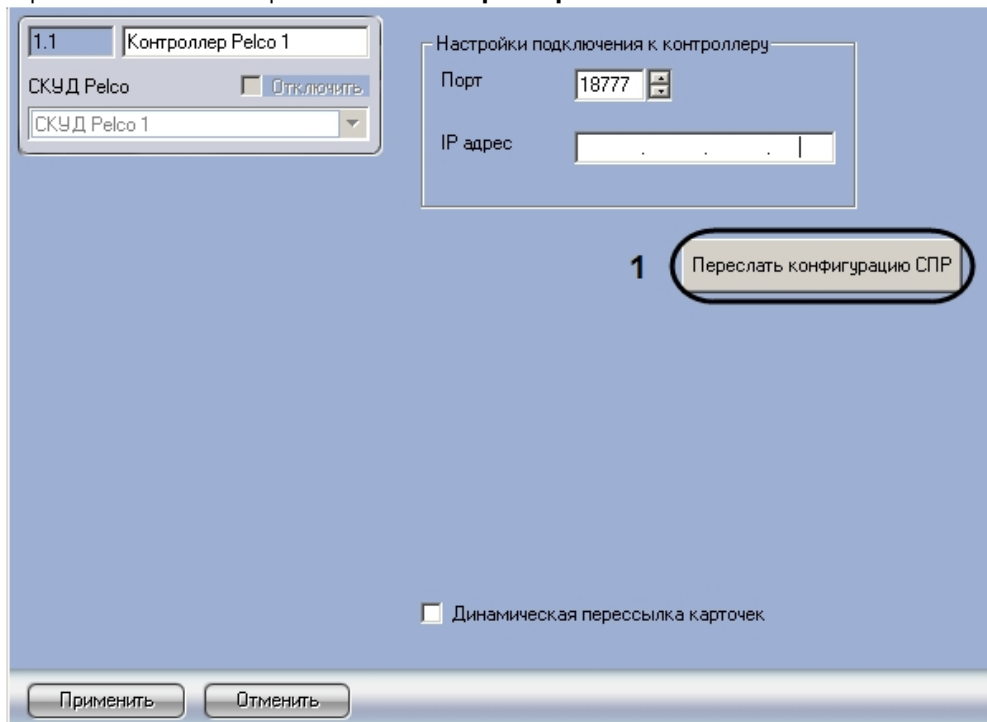 1.1 Контроллер Pelco 1
СКУД Pelco Отключить
СКУД Pelco 1
Настройки подключения к контроллеру
Порт 18777
IP адрес . . .
1 Переслать конфигурацию СПР
Динамическая перессылка карточек
Применить Отменить